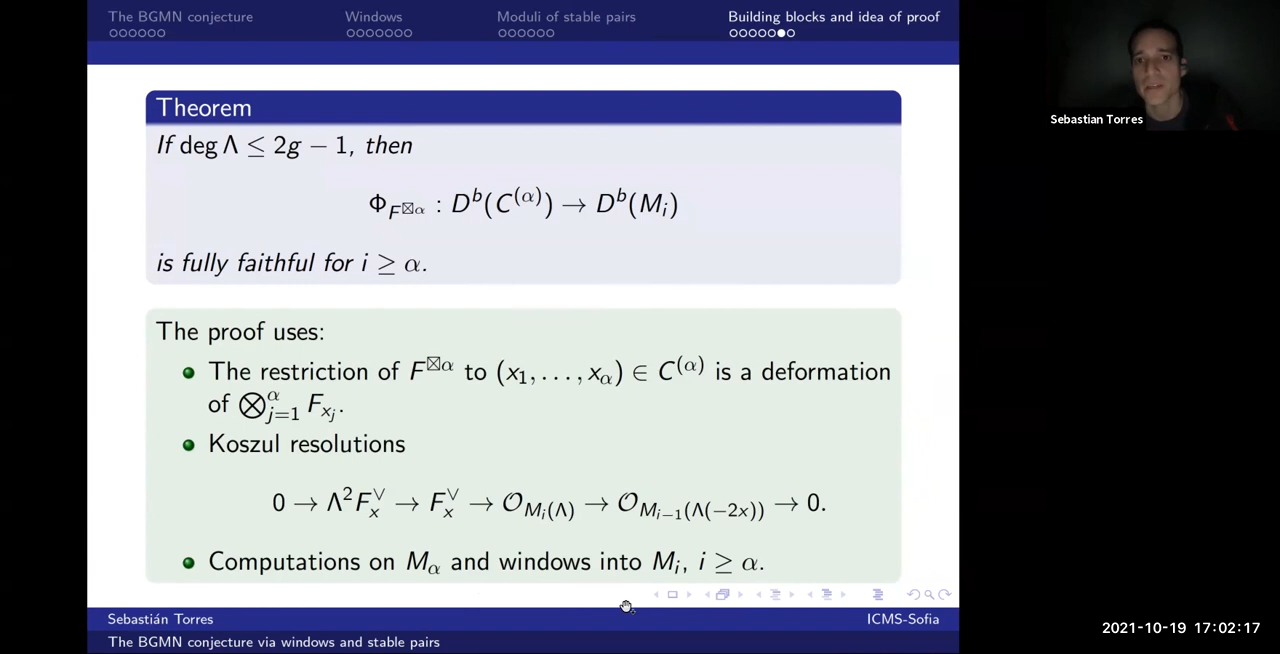 The BGMN conjecture Windows Moduli of stable pairs Building blocks and idea of proof
Theorem
If deg Λ ≤ 2g − 1, then
Φ_{F^{⊠α}} : D^b(C^{(α)}) → D^b(M_i)
is fully faithful for i ≥ α.
The proof uses:
The restriction of F^{⊠α} to (x_1, . . . , x_α) ∈ C^{(α)} is a deformation
of ⨂_{j=1}^{α} F_{x_j}.
Koszul resolutions
0 → Λ^2 F_x^∨ → F_x^∨ → 𝒪_{M_i(Λ)} → 𝒪_{M_{i−1}(Λ(−2x))} → 0.
Computations on M_α and windows into M_i, i ≥ α.
Sebastián Torres ICMS-Sofia
The BGMN conjecture via windows and stable pairs
Sebastian Torres
2021-10-19 17:02:17